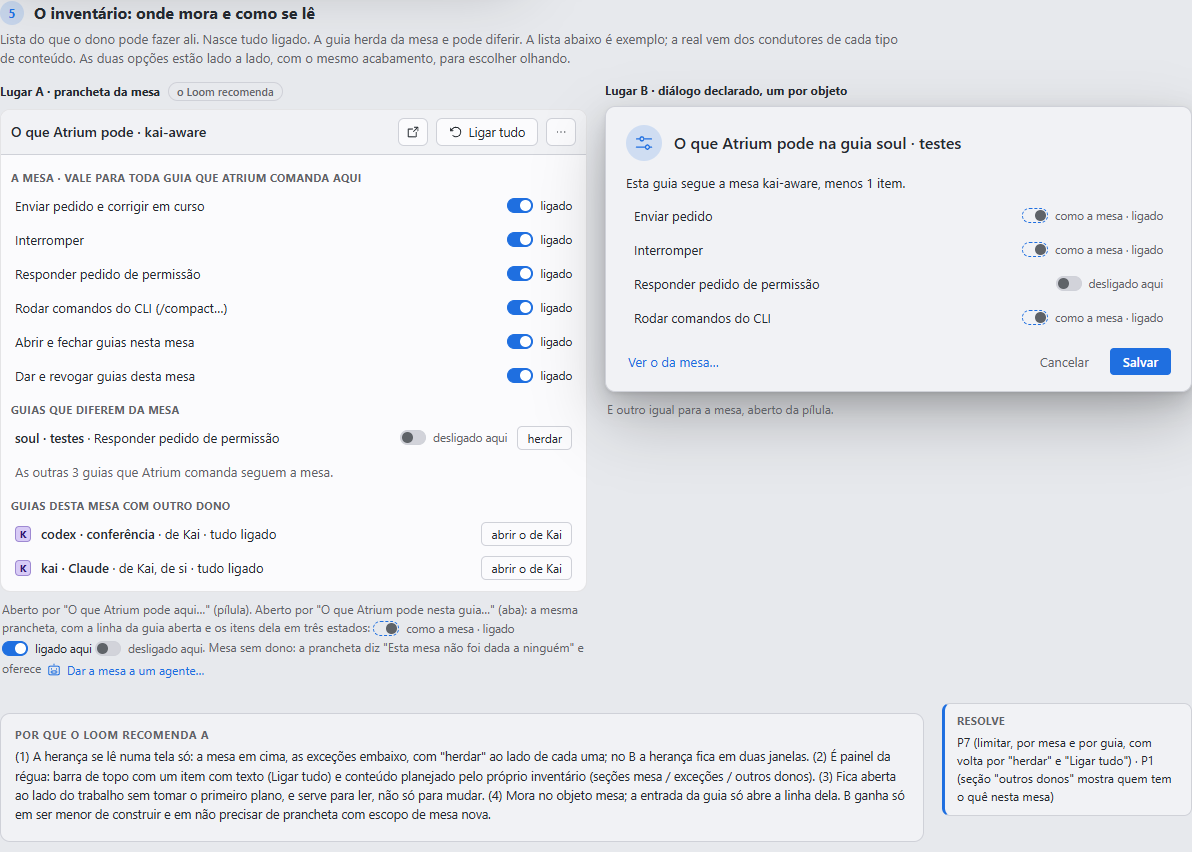 5 O inventário: onde mora e como se lê
Lista do que o dono pode fazer ali. Nasce tudo ligado. A guia herda da mesa e pode diferir. A lista abaixo é exemplo; a real vem dos condutores de cada tipo
de conteúdo. As duas opções estão lado a lado, com o mesmo acabamento, para escolher olhando.
Lugar A · prancheta da mesa o Loom recomenda
O que Atrium pode · kai-aware Ligar tudo ...
A MESA · VALE PARA TODA GUIA QUE ATRIUM COMANDA AQUI
Enviar pedido e corrigir em curso ligado
Interromper ligado
Responder pedido de permissão ligado
Rodar comandos do CLI (/compact...) ligado
Abrir e fechar guias nesta mesa ligado
Dar e revogar guias desta mesa ligado
GUIAS QUE DIFEREM DA MESA
soul · testes · Responder pedido de permissão desligado aqui herdar
As outras 3 guias que Atrium comanda seguem a mesa.
GUIAS DESTA MESA COM OUTRO DONO
K codex · conferência · de Kai · tudo ligado abrir o de Kai
K kai · Claude · de Kai, de si · tudo ligado abrir o de Kai
Aberto por "O que Atrium pode aqui..." (pílula). Aberto por "O que Atrium pode nesta guia..." (aba): a mesma
prancheta, com a linha da guia aberta e os itens dela em três estados: como a mesa · ligado
ligado aqui desligado aqui. Mesa sem dono: a prancheta diz "Esta mesa não foi dada a ninguém" e
oferece Dar a mesa a um agente...
Lugar B · diálogo declarado, um por objeto
O que Atrium pode na guia soul · testes
Esta guia segue a mesa kai-aware, menos 1 item.
Enviar pedido como a mesa · ligado
Interromper como a mesa · ligado
Responder pedido de permissão desligado aqui
Rodar comandos do CLI como a mesa · ligado
Ver o da mesa... Cancelar Salvar
E outro igual para a mesa, aberto da pílula.
POR QUE O LOOM RECOMENDA A
(1) A herança se lê numa tela só: a mesa em cima, as exceções embaixo, com "herdar" ao lado de cada uma; no B a herança fica em duas janelas. (2) É painel da
régua: barra de topo com um item com texto (Ligar tudo) e conteúdo planejado pelo próprio inventário (seções mesa / exceções / outros donos). (3) Fica aberta
ao lado do trabalho sem tomar o primeiro plano, e serve para ler, não só para mudar. (4) Mora no objeto mesa; a entrada da guia só abre a linha dela. B ganha só
em ser menor de construir e em não precisar de prancheta com escopo de mesa nova.
RESOLVE
P7 (limitar, por mesa e por guia, com
volta por "herdar" e "Ligar tudo") · P1
(seção "outros donos" mostra quem tem
o quê nesta mesa)